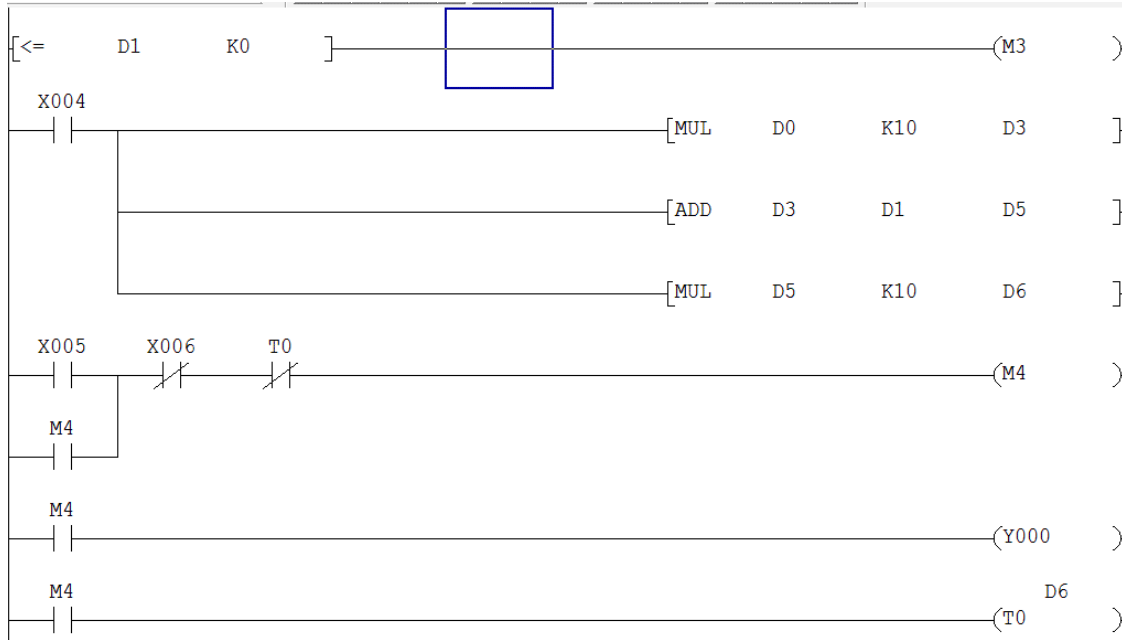 <= D1 K0 M3
X004
MUL D0 K10 D3
ADD D3 D1 D5
MUL D5 K10 D6
X005 X006 T0
M4
M4
M4
Y000
M4 D6
T0